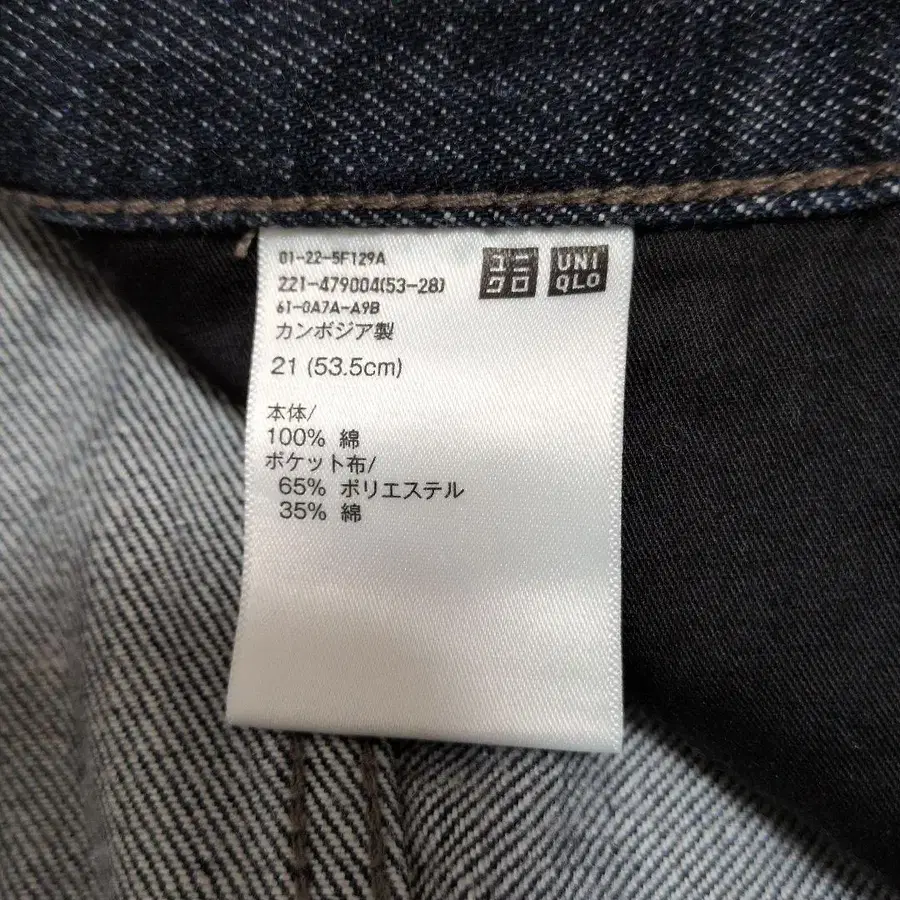 01-22-5F129A
221-479004(53-28)
61-0A7A-A9B
カンボジア製
21 (53.5cm)
本体/
100% 綿
ポケット布/
65% ポリエステル
35% 綿
ユニ
クロ
UNI
QLO